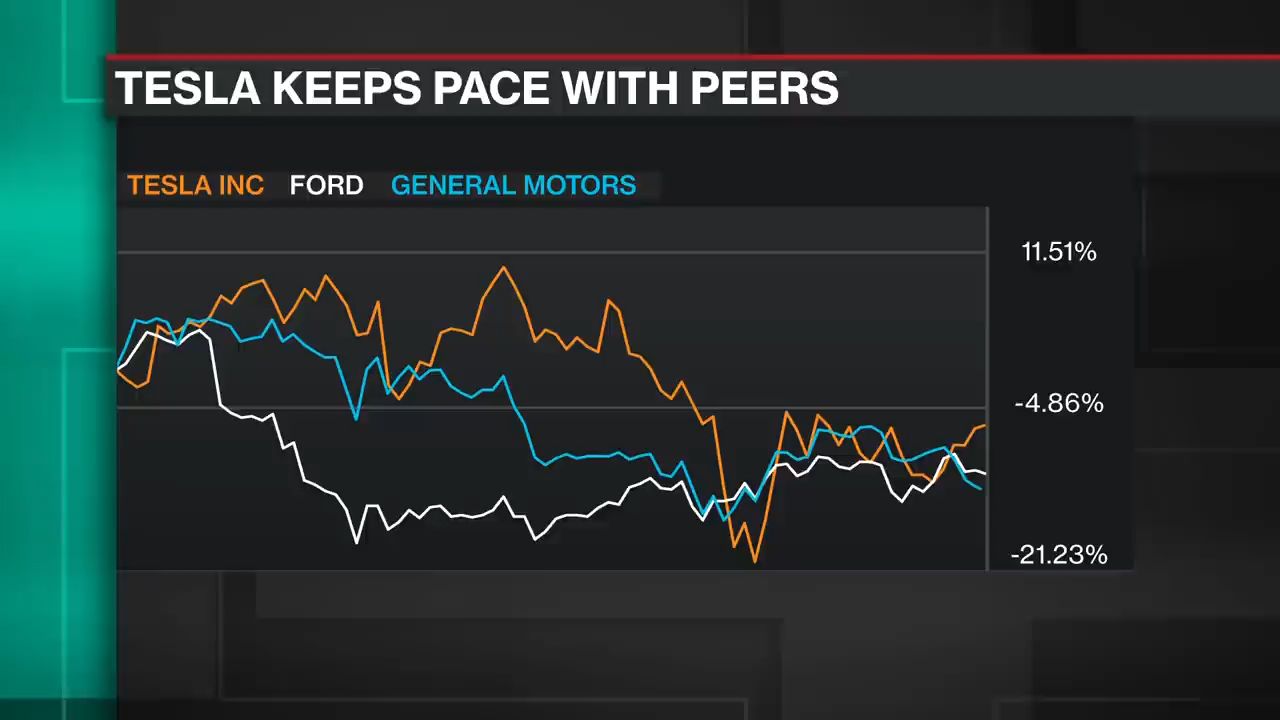 TESLA KEEPS PACE WITH PEERS
TESLA INC FORD GENERAL MOTORS
11.51%
-4.86%
-21.23%